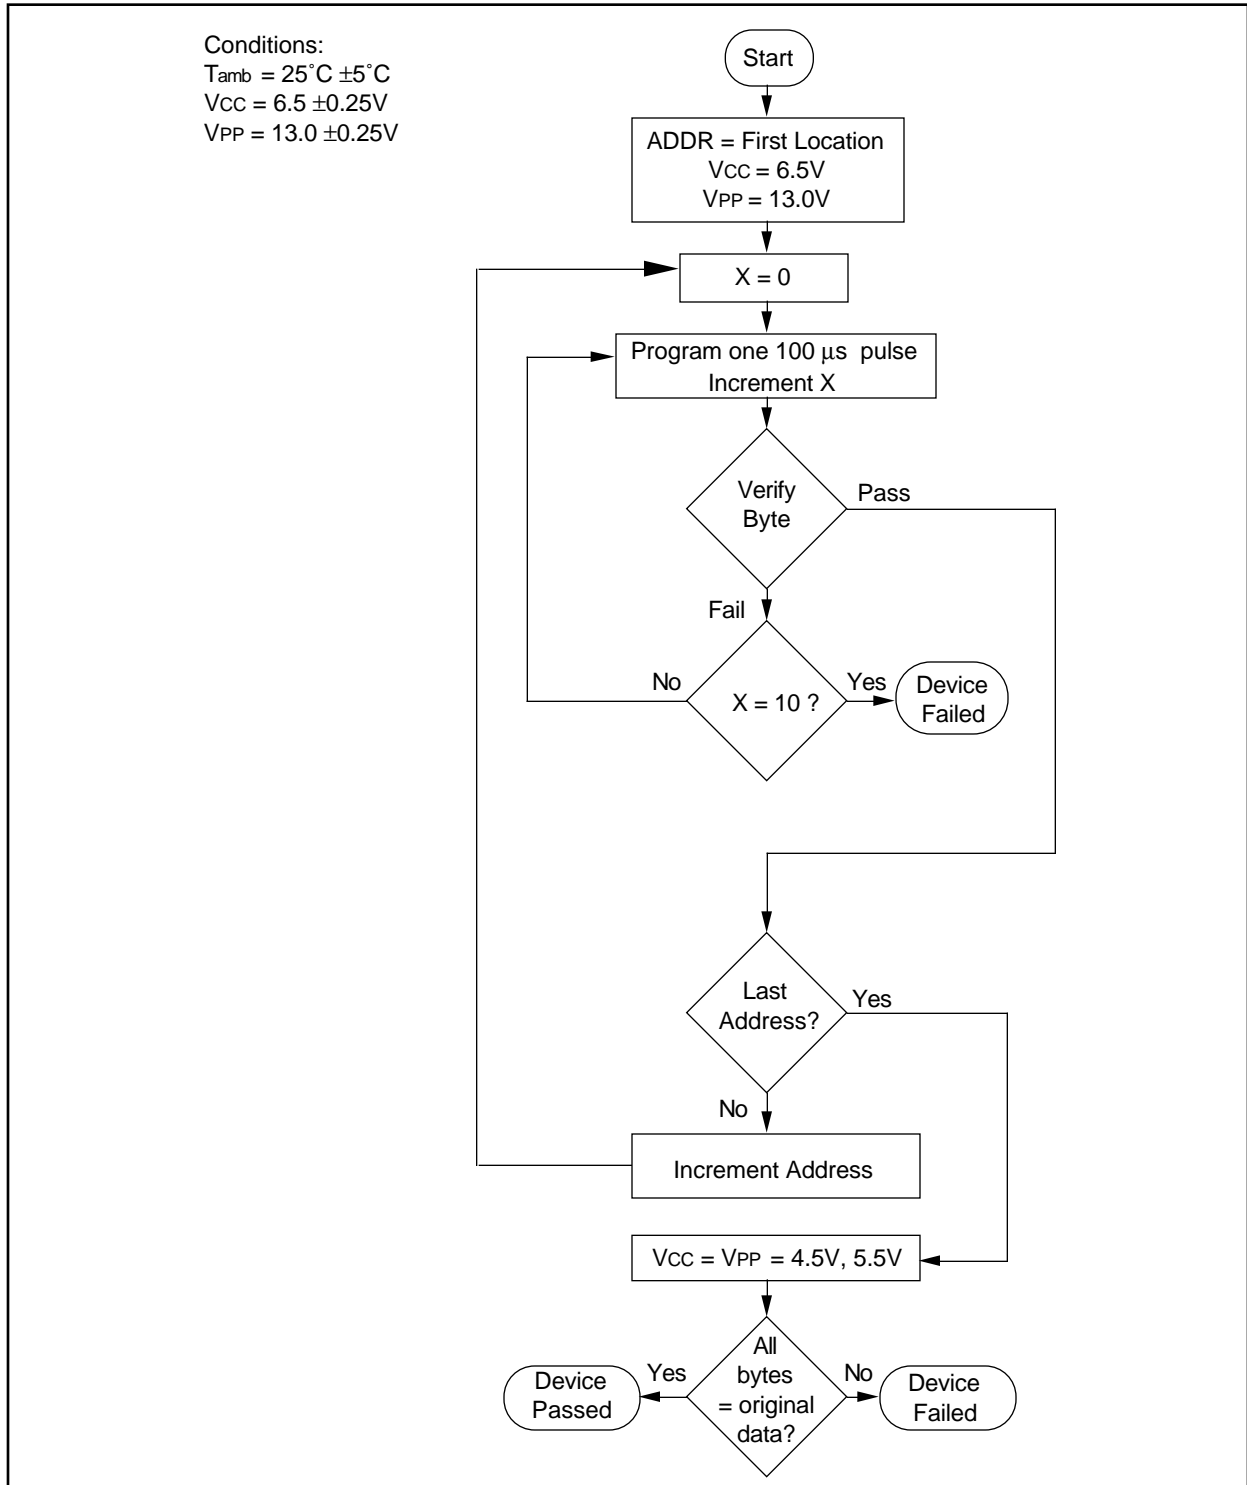 Conditions:
Tamb = 25˚C ±5˚C
VCC = 6.5 ±0.25V
VPP = 13.0 ±0.25V
Start
ADDR = First Location
VCC = 6.5V
VPP = 13.0V
X = 0
Program one 100 µs pulse
Increment X
Verify
Byte
Pass
Fail
X = 10 ?
No
Yes
Device
Failed
Last
Address?
Yes
No
Increment Address
VCC = VPP = 4.5V, 5.5V
All
bytes
= original
data?
Yes
No
Device
Passed
Device
Failed